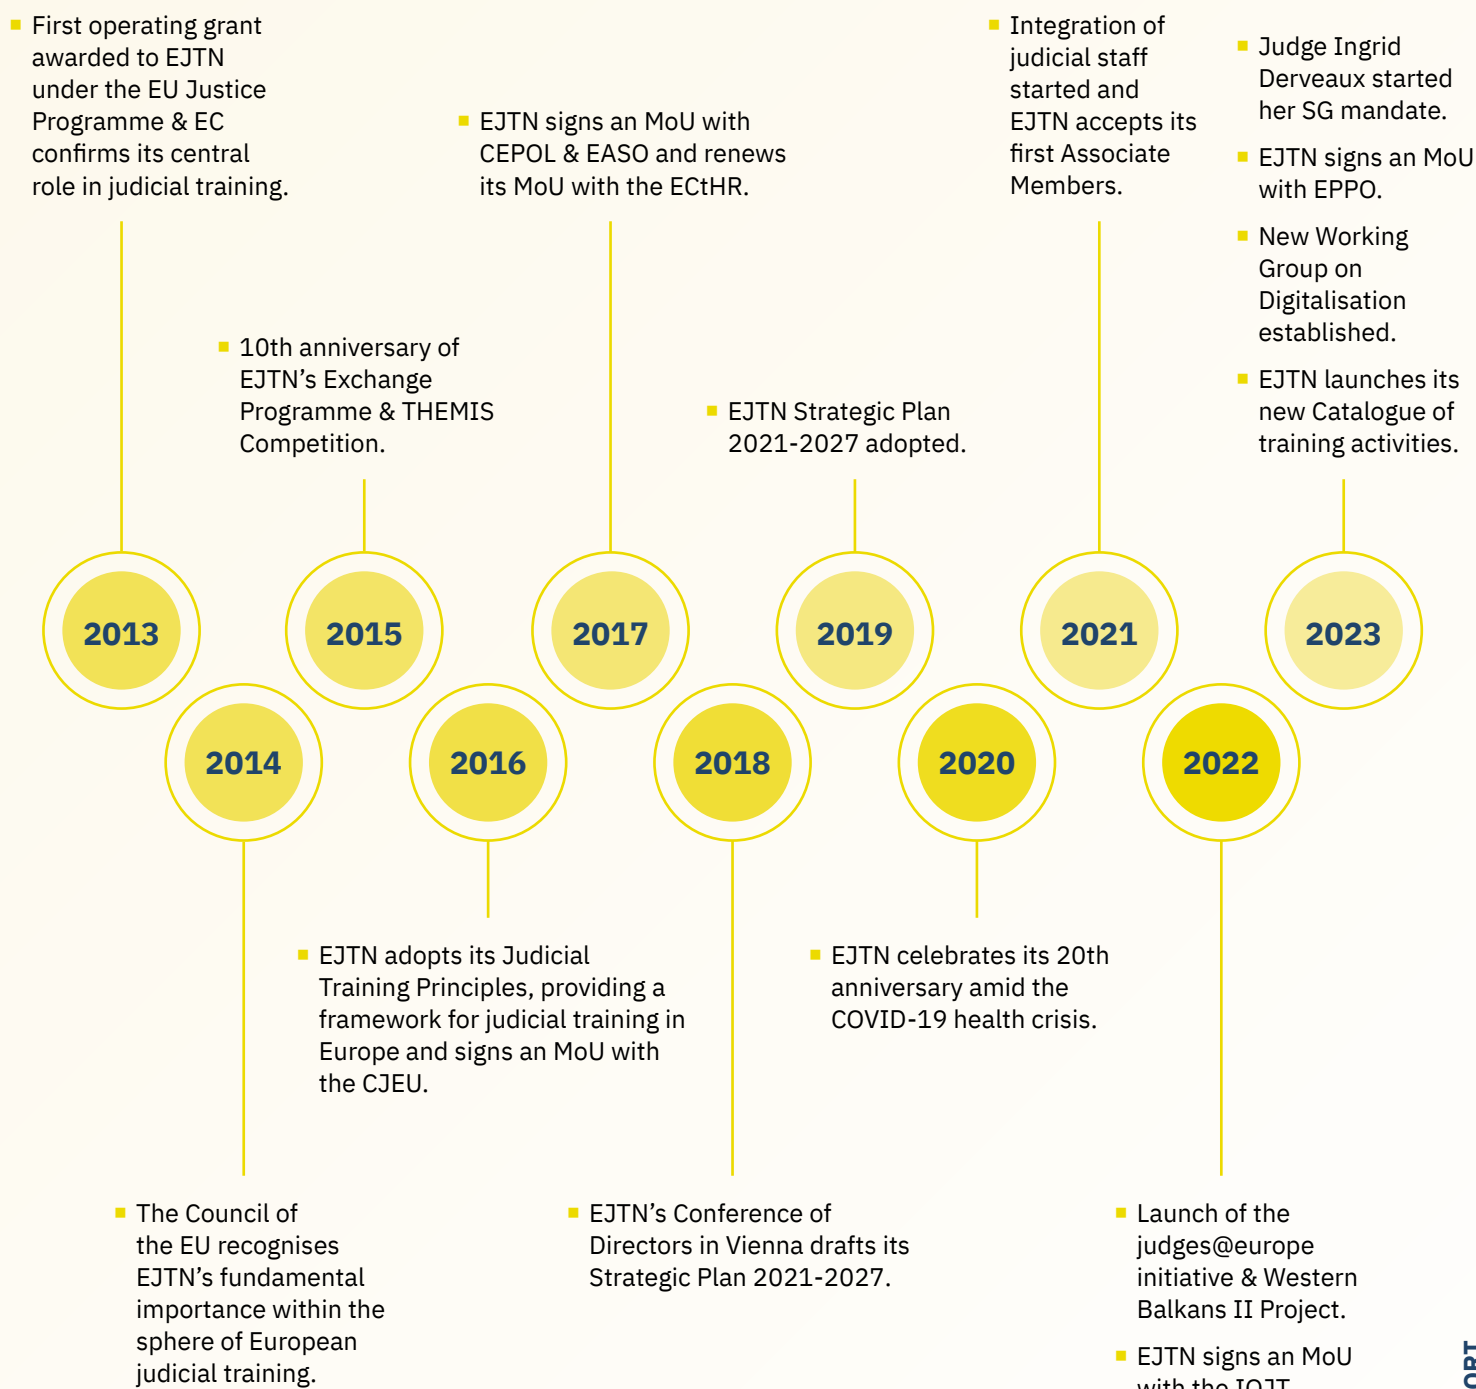 First operating grant
awarded to EJTN
under the EU Justice
Programme & EC
confirms its central
role in judicial training.
10th anniversary of
EJTN’s Exchange
Programme & THEMIS
Competition.
EJTN signs an MoU with
CEPOL & EASO and renews
its MoU with the ECtHR.
EJTN Strategic Plan
2021-2027 adopted.
Integration of
judicial staff
started and
EJTN accepts its
first Associate
Members.
Judge Ingrid
Derveaux started
her SG mandate.
EJTN signs an MoU
with EPPO.
New Working
Group on
Digitalisation
established.
EJTN launches its
new Catalogue of
training activities.
2013
2015
2017
2019
2021
2023
2014
2016
2018
2020
2022
The Council of
the EU recognises
EJTN’s fundamental
importance within the
sphere of European
judicial training.
EJTN adopts its Judicial
Training Principles, providing a
framework for judicial training in
Europe and signs an MoU with
the CJEU.
EJTN’s Conference of
Directors in Vienna drafts its
Strategic Plan 2021-2027.
EJTN celebrates its 20th
anniversary amid the
COVID-19 health crisis.
Launch of the
judges@europe
initiative & Western
Balkans II Project.
EJTN signs an MoU
with the IOJT